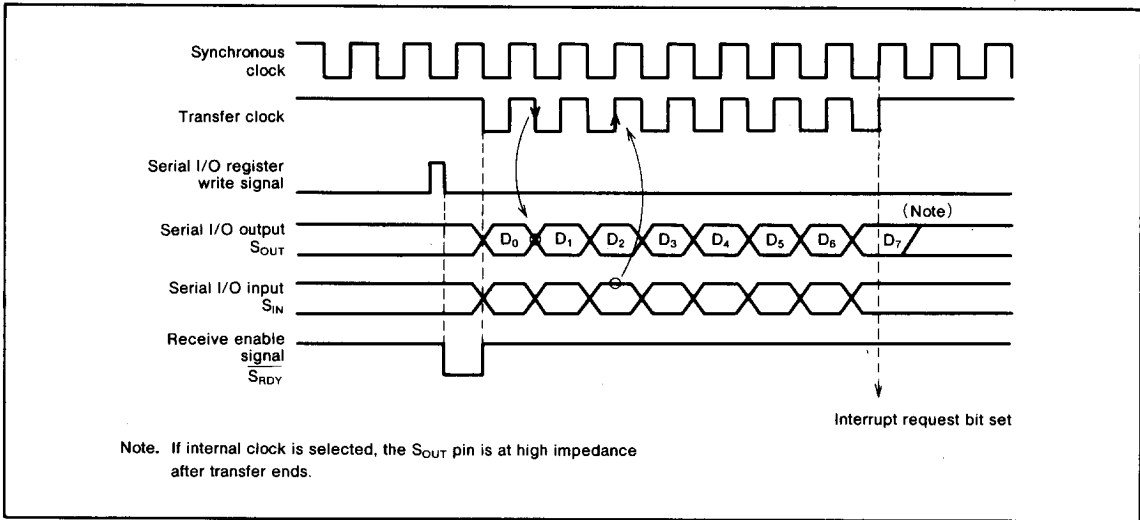 Synchronous
clock
Transfer clock
Serial I/O register
write signal
Serial I/O output
SOUT
(Note)
D0 D1 D2 D3 D4 D5 D6 D7
Serial I/O input
SIN
Receive enable
signal
SRDY
Interrupt request bit set
Note. If internal clock is selected, the SOUT pin is at high impedance
after transfer ends.